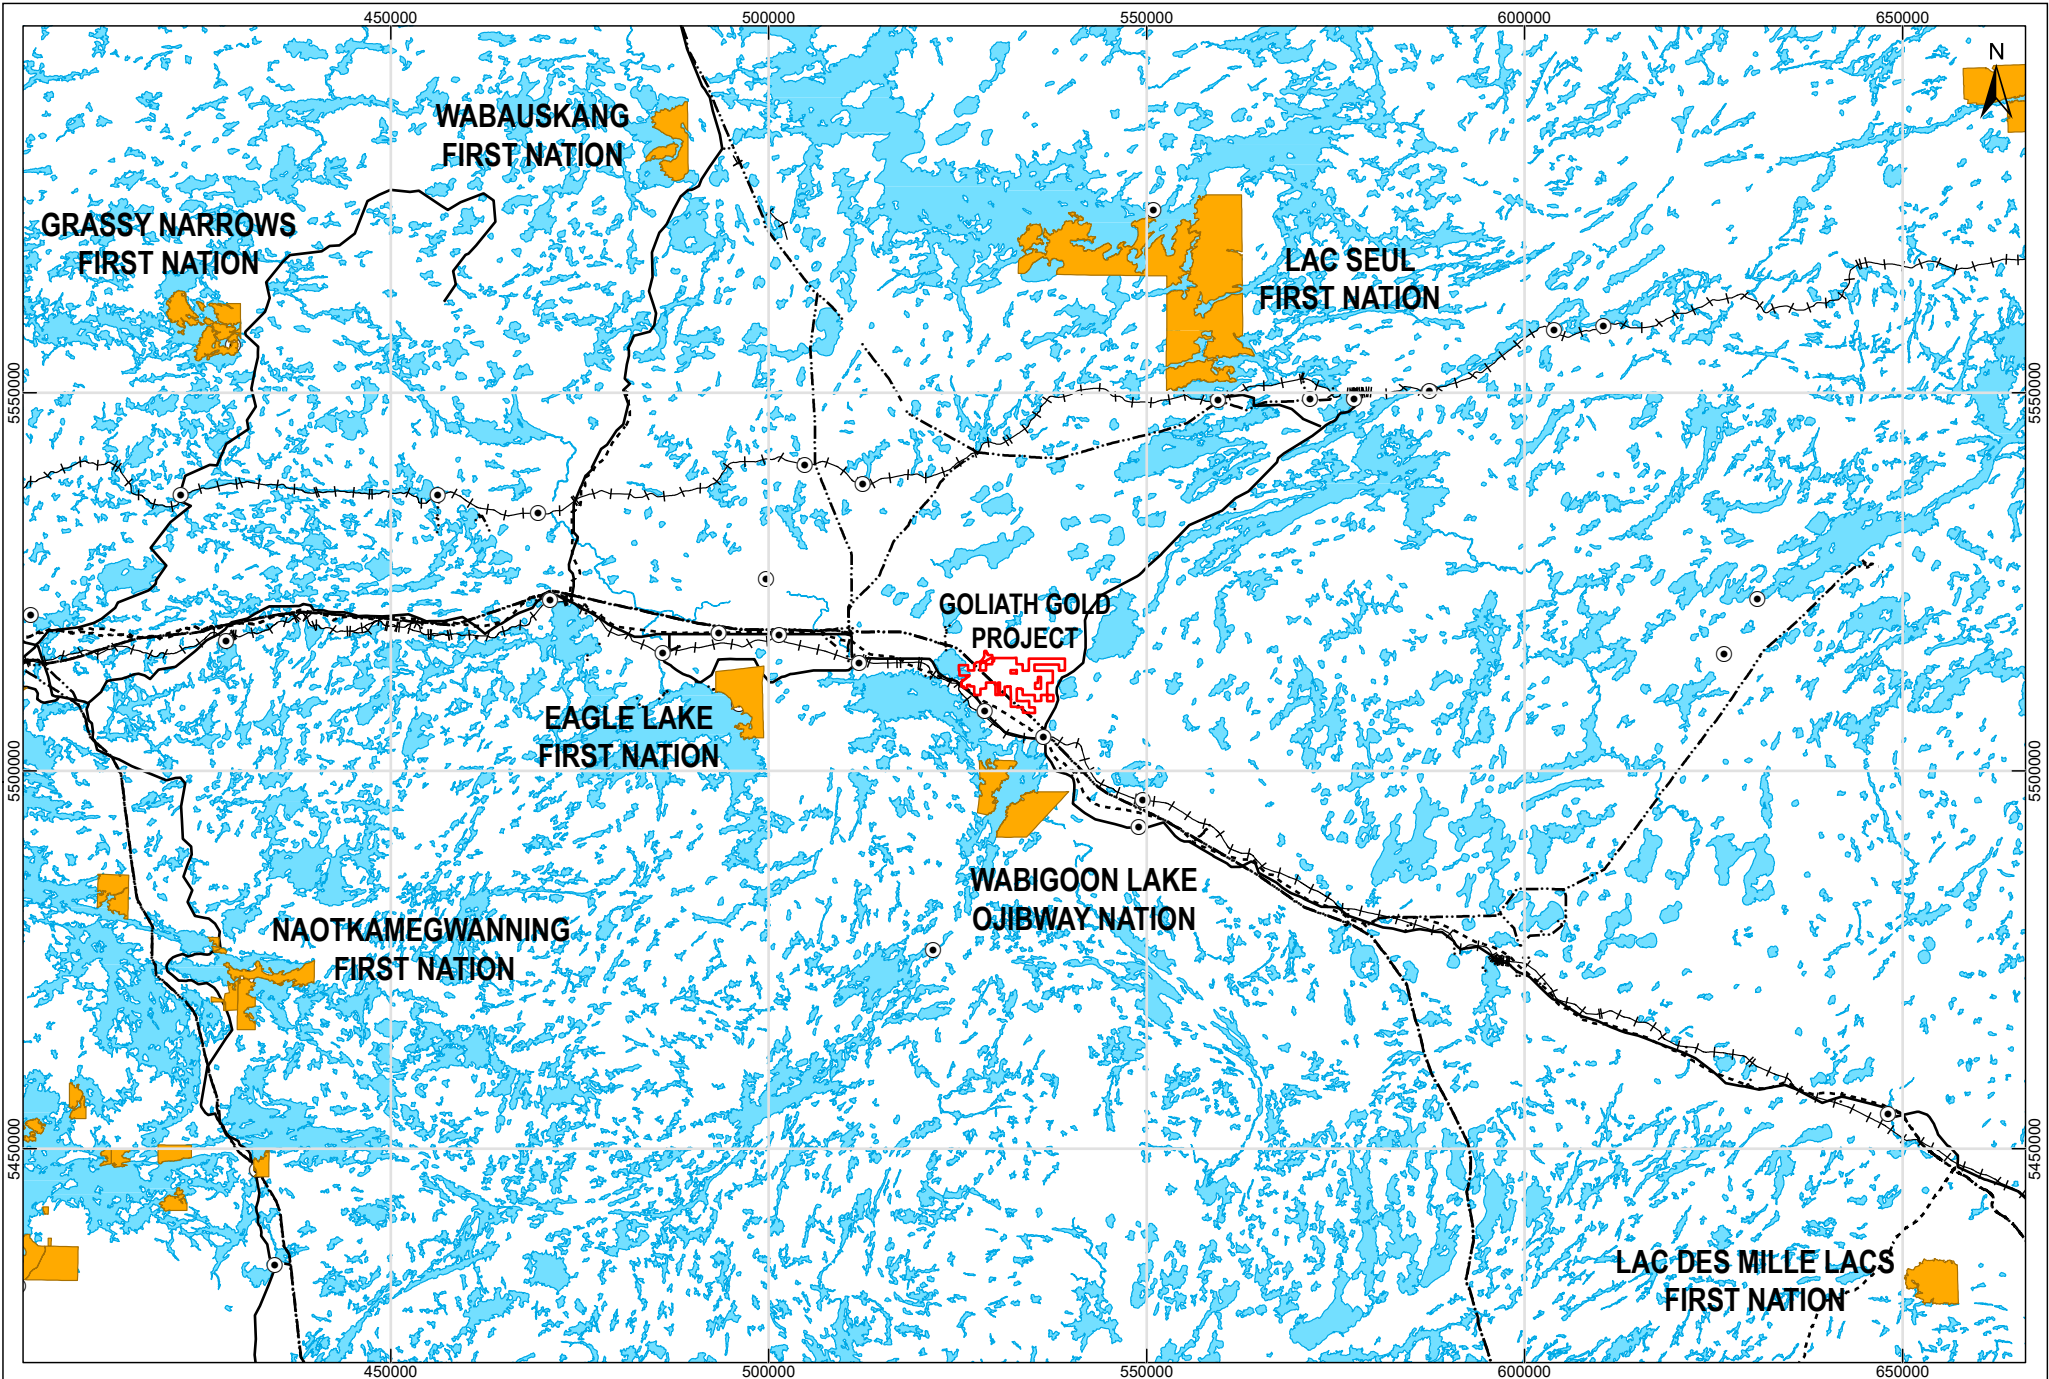 450000
500000
550000
600000
650000
N
WABAUSKANG
FIRST NATION
GRASSY NARROWS
FIRST NATION
LAC SEUL
FIRST NATION
5550000
5550000
GOLIATH GOLD
PROJECT
EAGLE LAKE
FIRST NATION
5500000
5500000
WABIGOON LAKE
OJIBWAY NATION
NAOTKAMEGWANNING
FIRST NATION
5450000
5450000
LAC DES MILLE LACS
FIRST NATION
450000
500000
550000
600000
650000